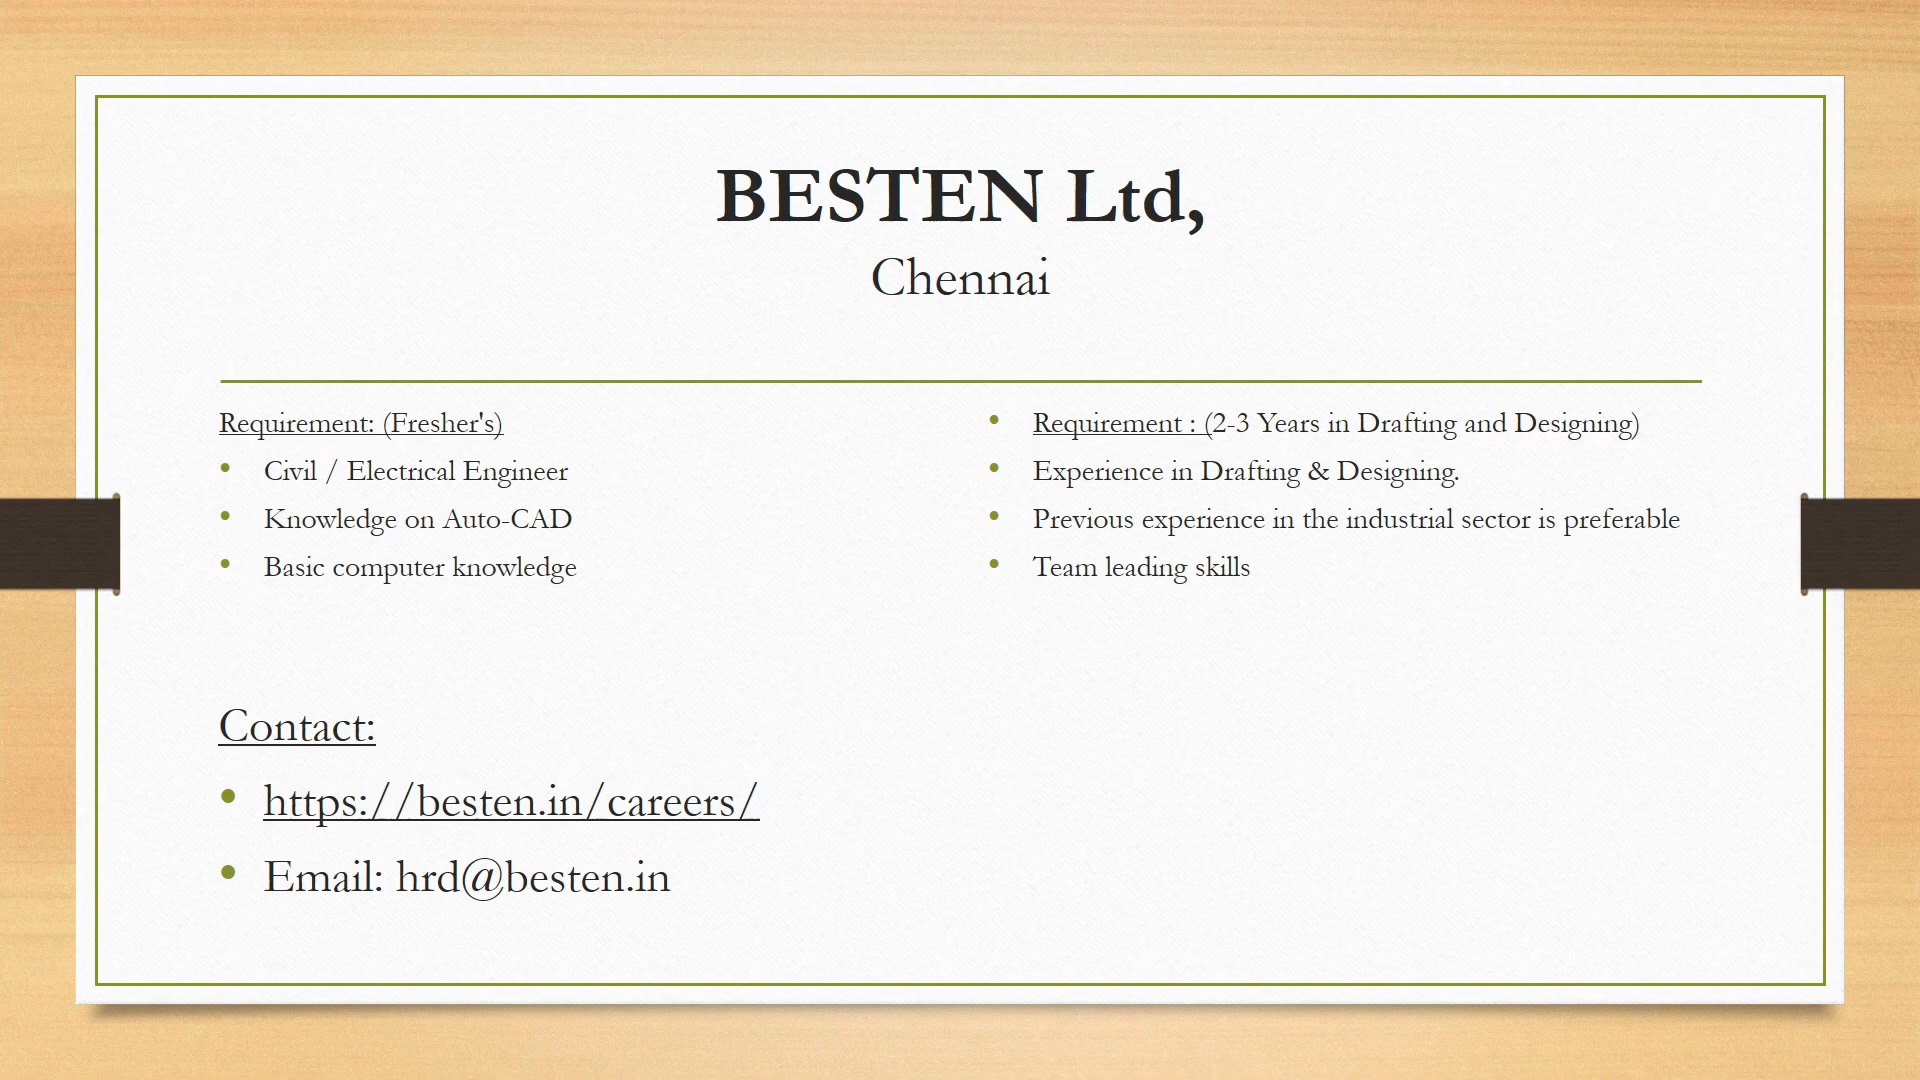 BESTEN Ltd,
Chennai
Requirement: (Fresher's)
Civil / Electrical Engineer
Knowledge on Auto-CAD
Basic computer knowledge
Requirement : (2-3 Years in Drafting and Designing)
Experience in Drafting & Designing.
Previous experience in the industrial sector is preferable
Team leading skills
Contact:
https://besten.in/careers/
Email: hrd@besten.in